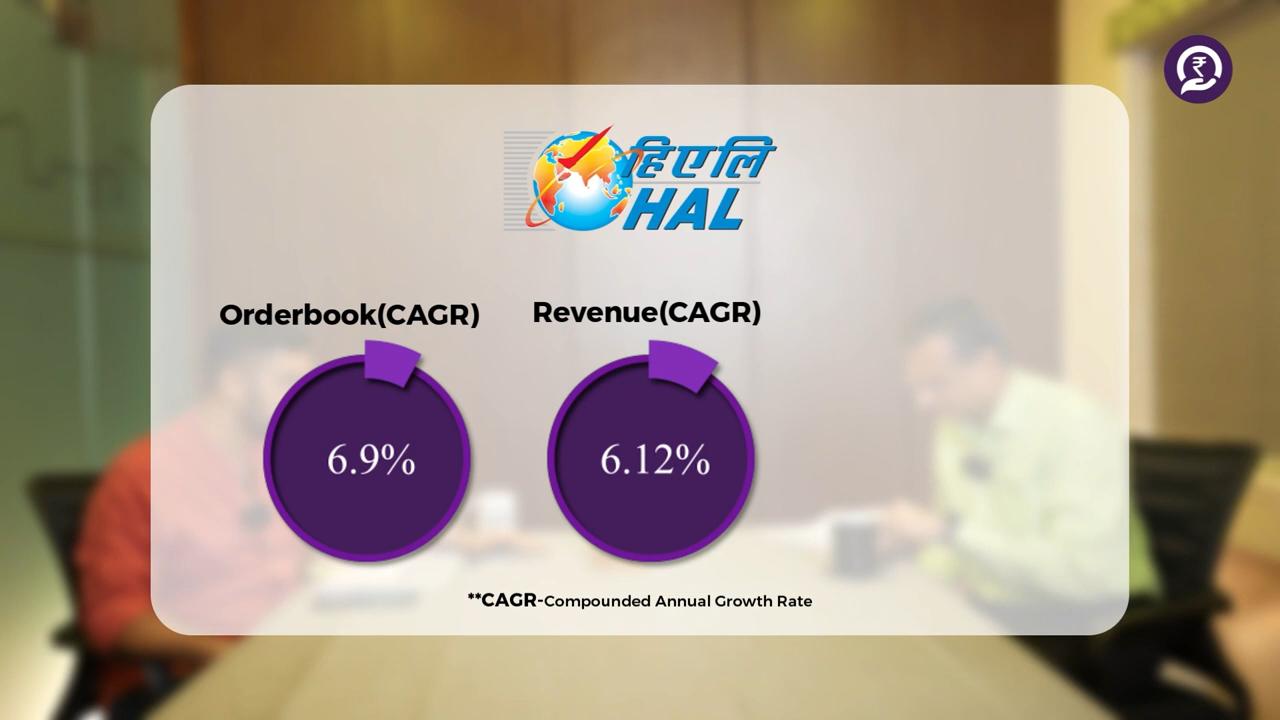 हिएलि
HAL
Orderbook(CAGR)
Revenue(CAGR)
6.9%
6.12%
**CAGR-Compounded Annual Growth Rate
₹